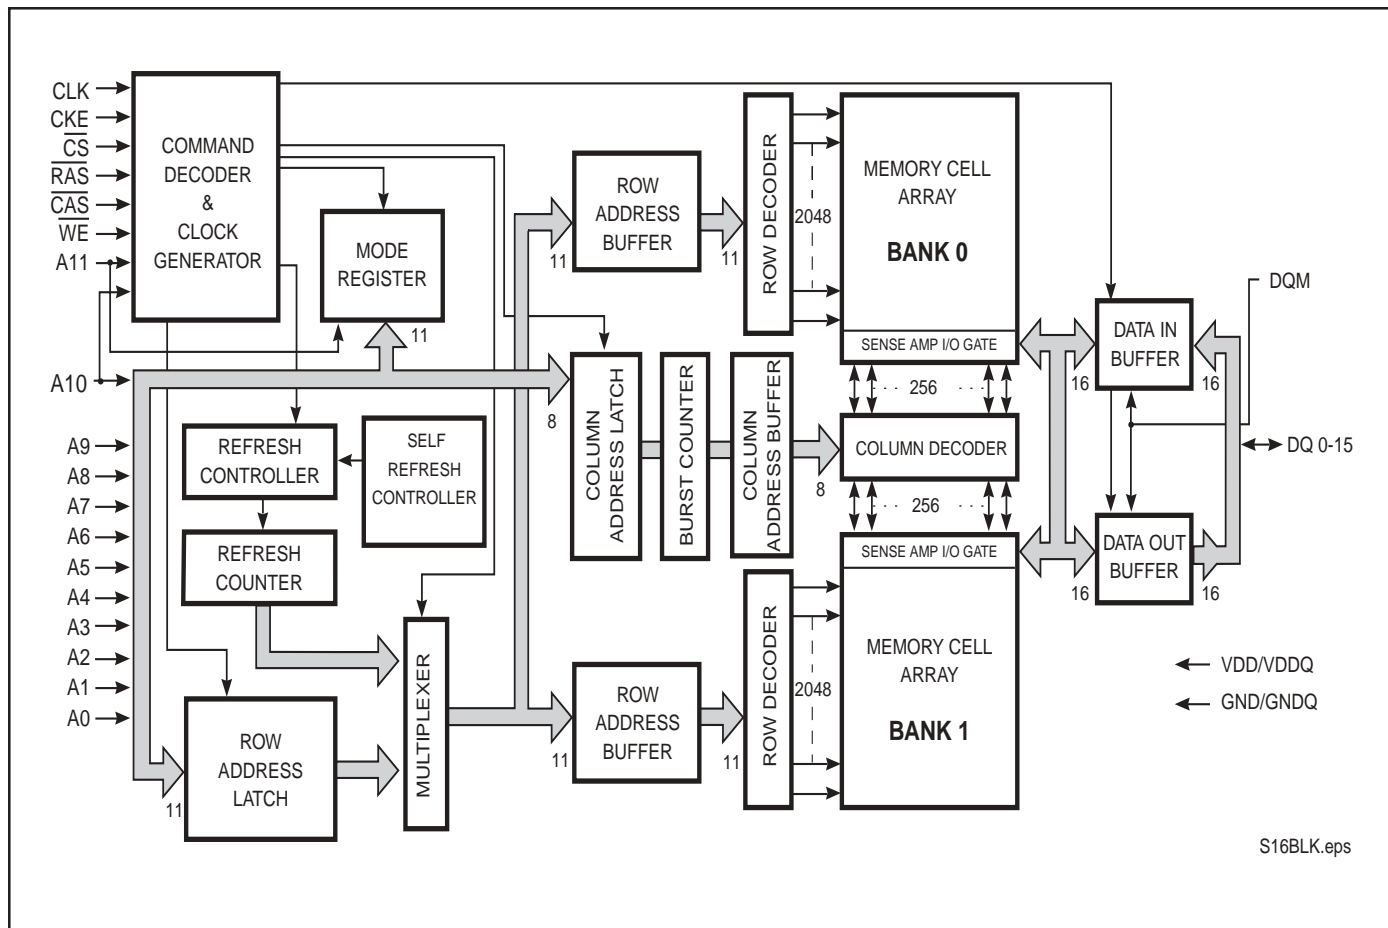 CLK
CKE
CS
RAS
CAS
WE
A11
A10
A9
A8
A7
A6
A5
A4
A3
A2
A1
A0
COMMAND
DECODER
&
CLOCK
GENERATOR
MODE
REGISTER
11
REFRESH
CONTROLLER
SELF
REFRESH
CONTROLLER
REFRESH
COUNTER
ROW
ADDRESS
LATCH
11
MULTIPLEXER
ROW
ADDRESS
BUFFER
11
11
ROW DECODER
2048
MEMORY CELL
ARRAY
BANK 0
SENSE AMP I/O GATE
COLUMN
ADDRESS LATCH
8
BURST COUNTER
COLUMN
ADDRESS BUFFER
8
256
COLUMN DECODER
256
ROW
ADDRESS
BUFFER
11
11
ROW DECODER
2048
SENSE AMP I/O GATE
MEMORY CELL
ARRAY
BANK 1
DATA IN
BUFFER
16
16
DATA OUT
BUFFER
16
16
DQM
DQ 0-15
VDD/VDDQ
GND/GNDQ
S16BLK.eps